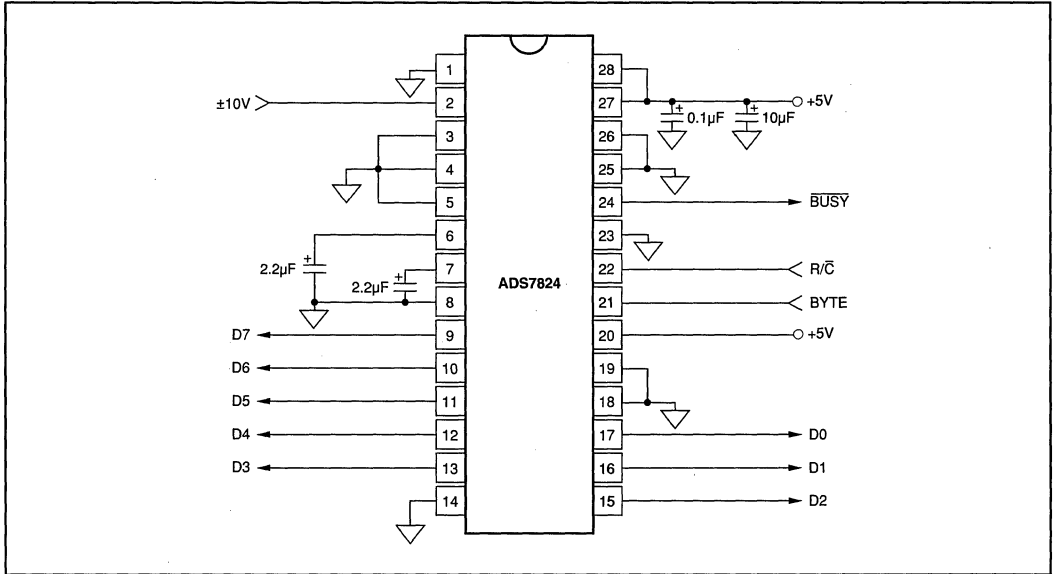 1
28
±10V
2
27
+
0.1µF
+
10µF
+5V
3
26
4
25
5
24
BUSY
6
23
2.2µF
+
7
ADS7824
22
R/C̅
2.2µF
+
8
21
BYTE
D7
9
20
+5V
D6
10
19
D5
11
18
D4
12
17
D0
D3
13
16
D1
14
15
D2